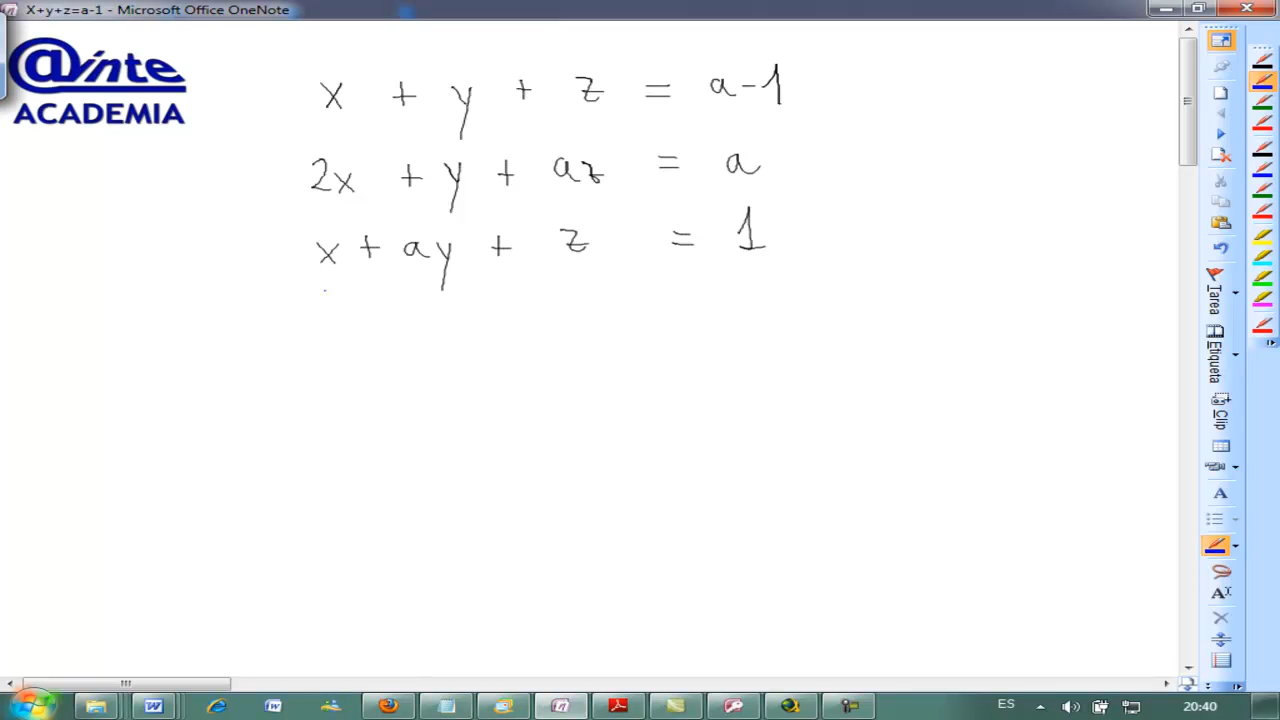 X+y+z=a-1 - Microsoft Office OneNote
@inte
ACADEMIA
x + y + z = a-1
2x + y + az = a
x + ay + z = 1
Tarea
Etiqueta
Clip
A
A
W
W
ES
20:40